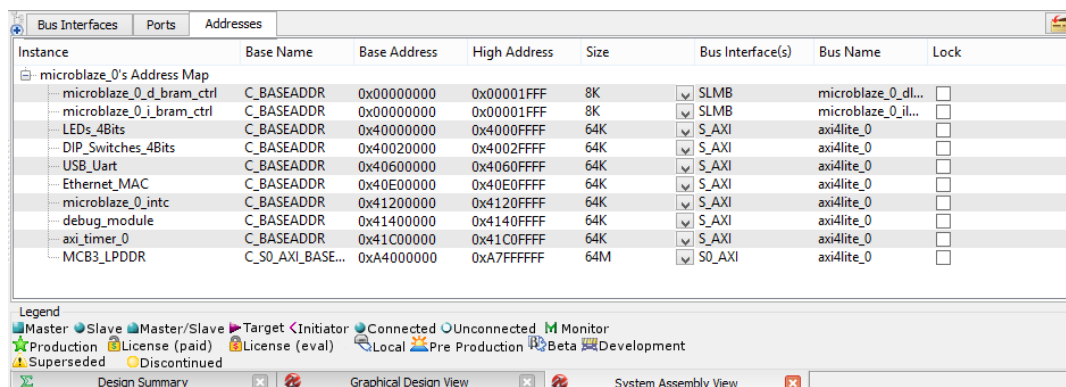 Bus Interfaces Ports Addresses
Instance Base Name Base Address High Address Size Bus Interface(s) Bus Name Lock
microblaze_0's Address Map
microblaze_0_d_bram_ctrl C_BASEADDR 0x00000000 0x00001FFF 8K SLMB microblaze_0_dl...
microblaze_0_i_bram_ctrl C_BASEADDR 0x00000000 0x00001FFF 8K SLMB microblaze_0_il...
LEDs_4Bits C_BASEADDR 0x40000000 0x4000FFFF 64K S_AXI axi4lite_0
DIP_Switches_4Bits C_BASEADDR 0x40020000 0x4002FFFF 64K S_AXI axi4lite_0
USB_Uart C_BASEADDR 0x40600000 0x4060FFFF 64K S_AXI axi4lite_0
Ethernet_MAC C_BASEADDR 0x40E00000 0x40E0FFFF 64K S_AXI axi4lite_0
microblaze_0_intc C_BASEADDR 0x41200000 0x4120FFFF 64K S_AXI axi4lite_0
debug_module C_BASEADDR 0x41400000 0x4140FFFF 64K S_AXI axi4lite_0
axi_timer_0 C_BASEADDR 0x41C00000 0x41C0FFFF 64K S_AXI axi4lite_0
MCB3_LPDDR C_S0_AXI_BASE... 0xA4000000 0xA7FFFFFF 64M S0_AXI axi4lite_0
Legend
Master Slave Master/Slave Target Initiator Connected Unconnected M Monitor
Production License (paid) License (eval) Local Pre Production Beta Development
Superseded Discontinued
Design Summary Graphical Design View System Assembly View